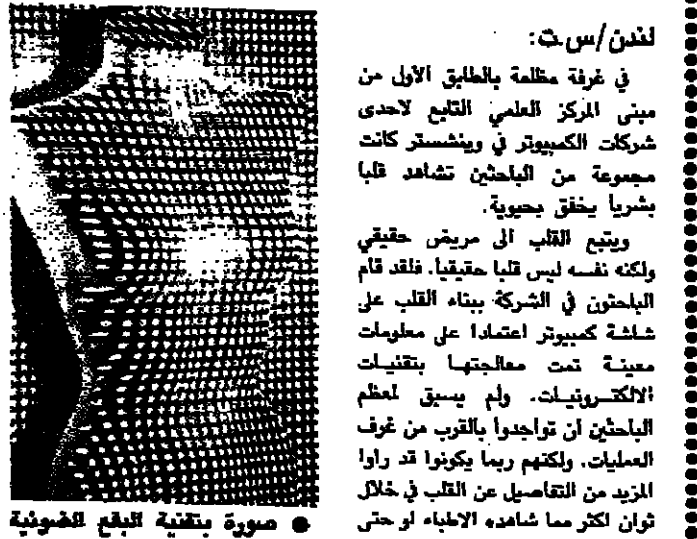 لندن/س.ت:
في غرفة مظلمة بالطابق الأول من
مبنى المركز العلمي التابع لاحدى
شركات الكمبيوتر في وينشستر كانت
مجموعة من الباحثين تشاهد قلبا
بشريا يخفق بحيوية.
ويتبع القلب الى مريض حقيقي
ولكنه نفسه ليس قلبا حقيقيا. فلقد قام
الباحثون في الشركة ببناء القلب على
شاشة كمبيوتر اعتمادا على معلومات
معينة تمت معالجتها بتقنيات
الالكترونيات. ولم يسبق لمعظم
الباحثين ان تواجدوا بالقرب من غرف
العمليات. ولكنهم ربما يكونوا قد راوا
المزيد من التفاصيل عن القلب في خلال
ثوان اكثر مما شاهده الاطباء او حتى
● صورة بتقنية البقع الضوئية